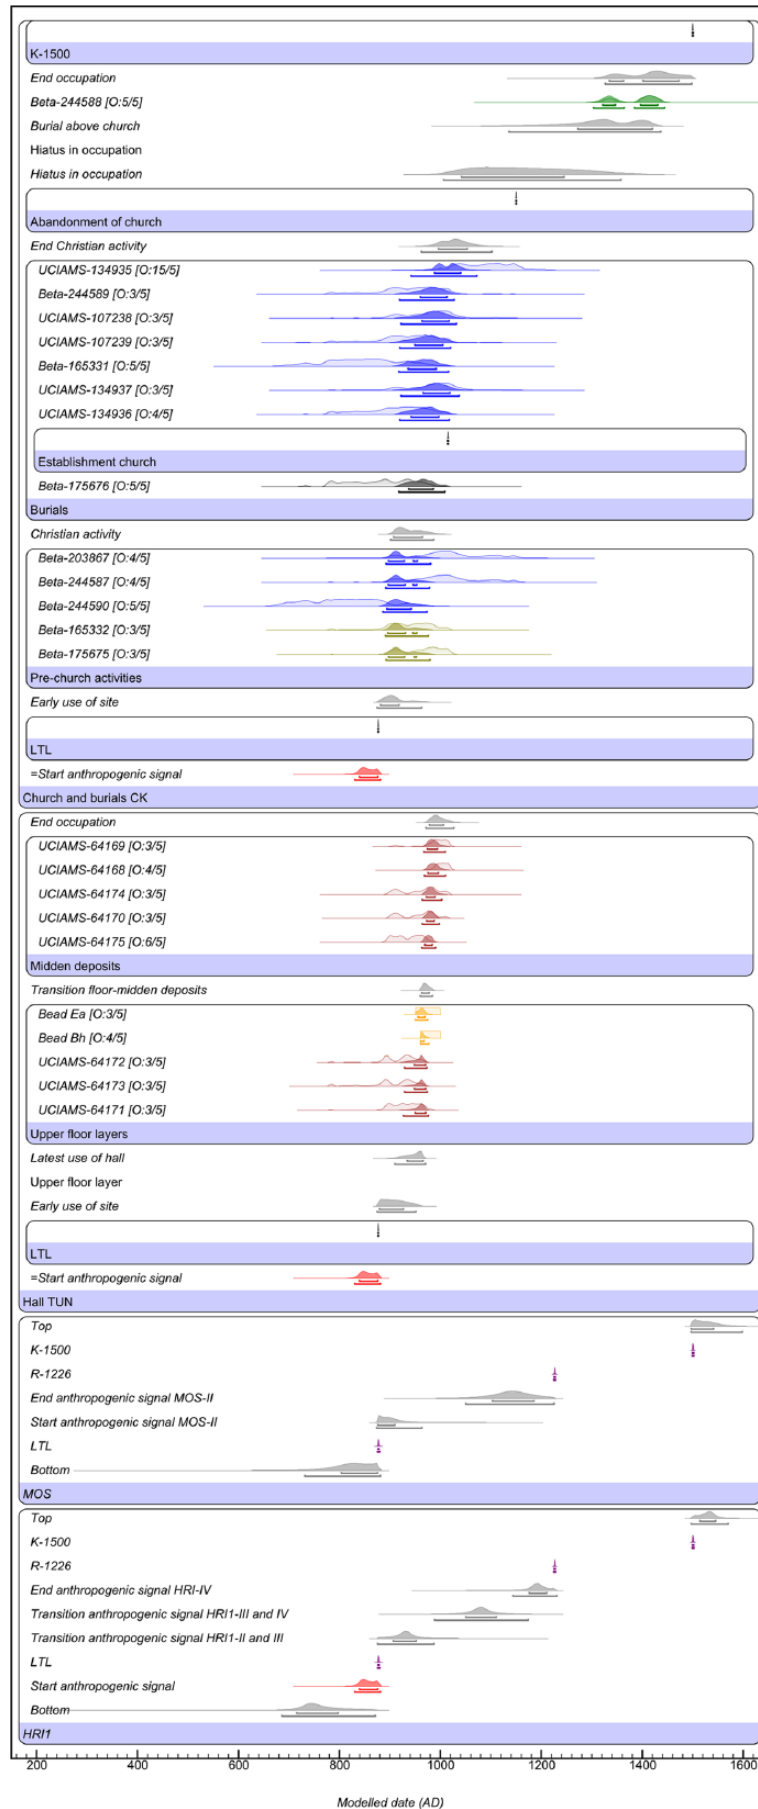 K-1500
End occupation
Beta-244588 [O:5/5]
Burial above church
Hiatus in occupation
Hiatus in occupation
Abandonment of church
End Christian activity
UCIAMS-134935 [O:15/5]
Beta-244589 [O:3/5]
UCIAMS-107238 [O:3/5]
UCIAMS-107239 [O:3/5]
Beta-165331 [O:5/5]
UCIAMS-134937 [O:3/5]
UCIAMS-134936 [O:4/5]
Establishment church
Beta-175676 [O:5/5]
Burials
Christian activity
Beta-203867 [O:4/5]
Beta-244587 [O:4/5]
Beta-244590 [O:5/5]
Beta-165332 [O:3/5]
Beta-175675 [O:3/5]
Pre-church activities
Early use of site
LTL
=Start anthropogenic signal
Church and burials CK
End occupation
UCIAMS-64169 [O:3/5]
UCIAMS-64168 [O:4/5]
UCIAMS-64174 [O:3/5]
UCIAMS-64170 [O:3/5]
UCIAMS-64175 [O:6/5]
Midden deposits
Transition floor-midden deposits
Bead Ea [O:3/5]
Bead Bh [O:4/5]
UCIAMS-64172 [O:3/5]
UCIAMS-64173 [O:3/5]
UCIAMS-64171 [O:3/5]
Upper floor layers
Latest use of hall
Upper floor layer
Early use of site
LTL
=Start anthropogenic signal
Hall TUN
Top
K-1500
R-1226
End anthropogenic signal MOS-II
Start anthropogenic signal MOS-II
LTL
Bottom
MOS
Top
K-1500
R-1226
End anthropogenic signal HRI-IV
Transition anthropogenic signal HRI1-III and IV
Transition anthropogenic signal HRI1-II and III
LTL
Start anthropogenic signal
Bottom
HRI1
200 400 600 800 1000 1200 1400 1600
Modelled date (AD)